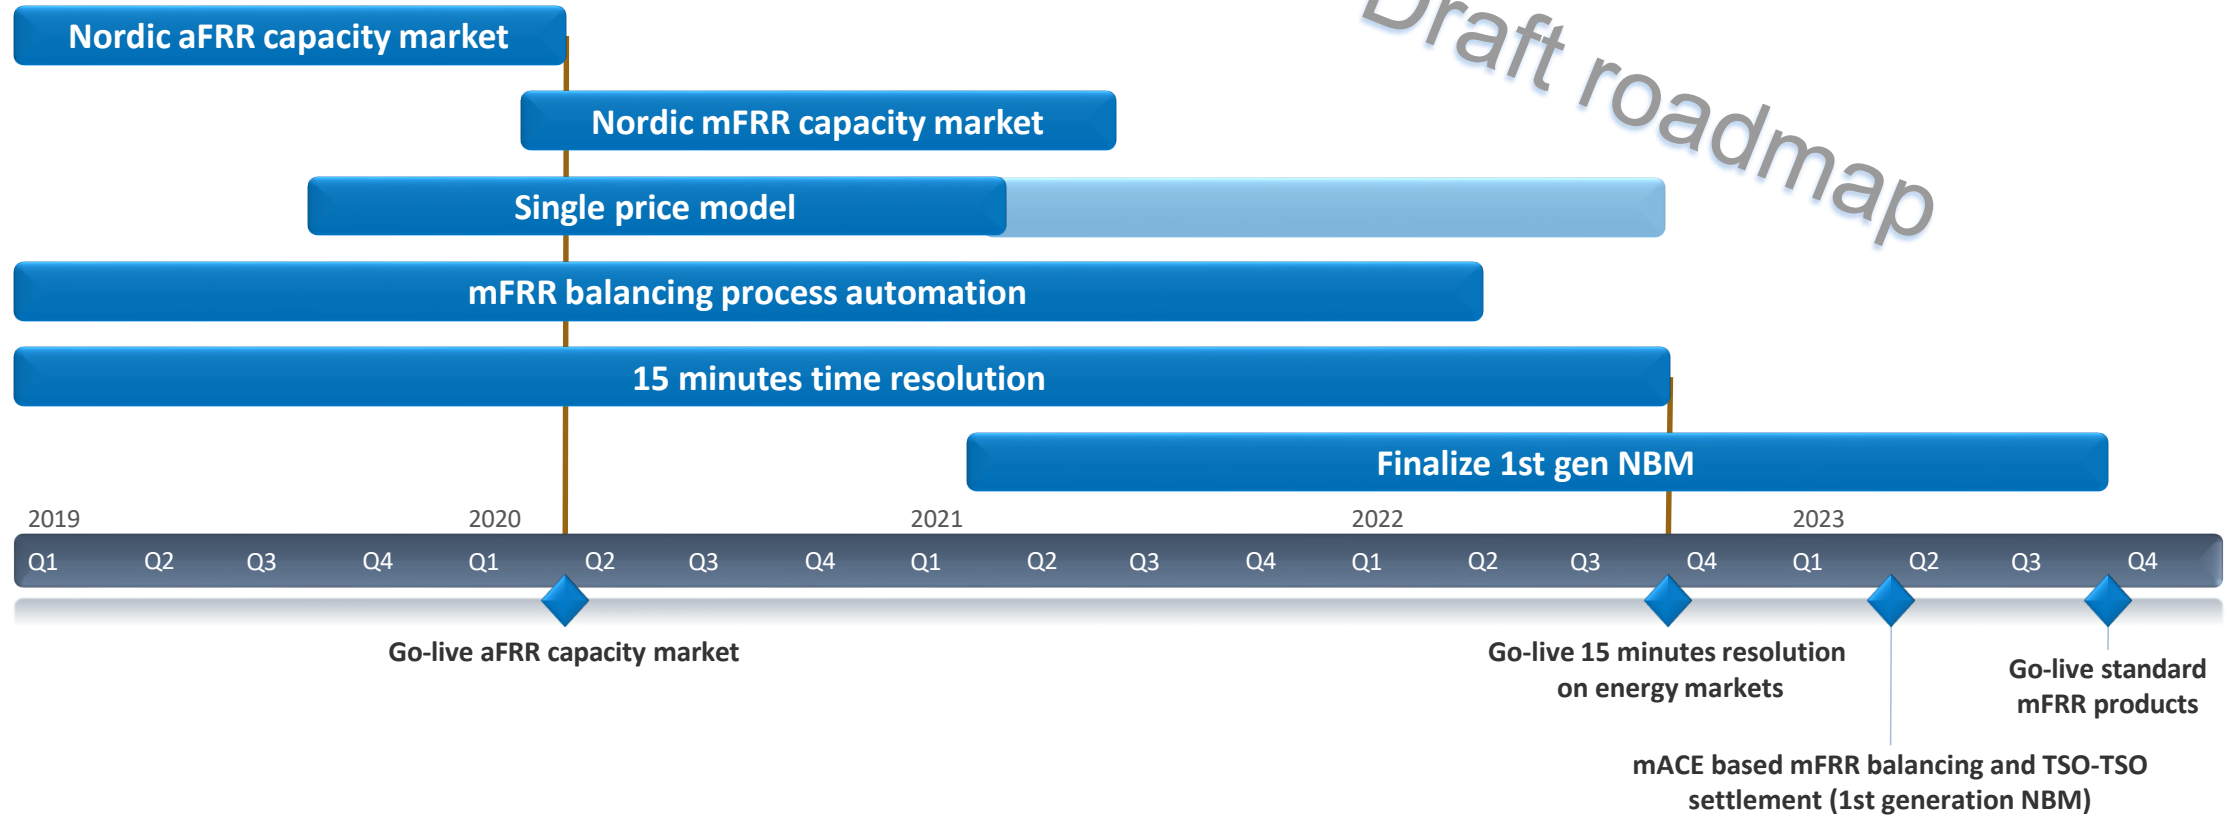 Draft roadmap
Nordic aFRR capacity market
Nordic mFRR capacity market
Single price model
mFRR balancing process automation
15 minutes time resolution
Finalize 1st gen NBM
2019 2020 2021 2022 2023
Q1 Q2 Q3 Q4 Q1 Q2 Q3 Q4 Q1 Q2 Q3 Q4 Q1 Q2 Q3 Q4 Q1 Q2 Q3 Q4
Go-live aFRR capacity market
Go-live 15 minutes resolution
on energy markets
Go-live standard
mFRR products
mACE based mFRR balancing and TSO-TSO
settlement (1st generation NBM)